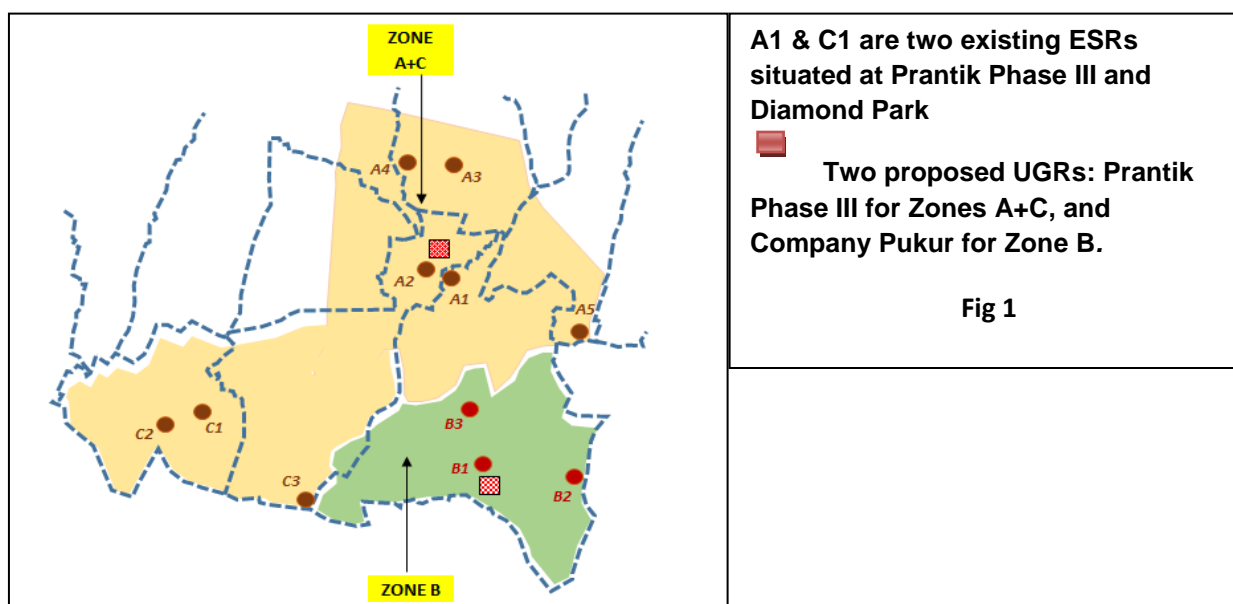 ZONE
A+C
A4
A3
A2
A1
A5
C2
C1
C3
B3
B1
B2
ZONE B
A1 & C1 are two existing ESRs
situated at Prantik Phase III and
Diamond Park
Two proposed UGRs: Prantik
Phase III for Zones A+C, and
Company Pukur for Zone B.
Fig 1